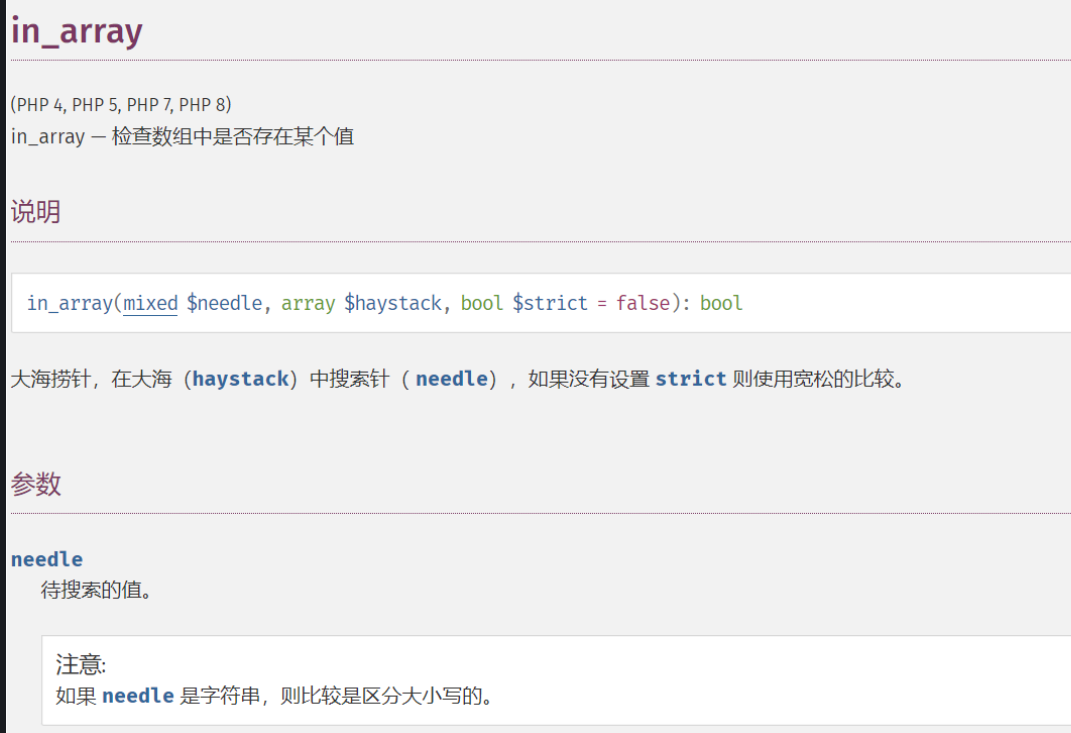 in_array
(PHP 4, PHP 5, PHP 7, PHP 8)
in_array — 检查数组中是否存在某个值
说明
in_array(mixed $needle, array $haystack, bool $strict = false): bool
大海捞针，在大海（haystack）中搜索针（ needle），如果没有设置 strict 则使用宽松的比较。
参数
needle
待搜索的值。
注意:
如果 needle 是字符串，则比较是区分大小写的。